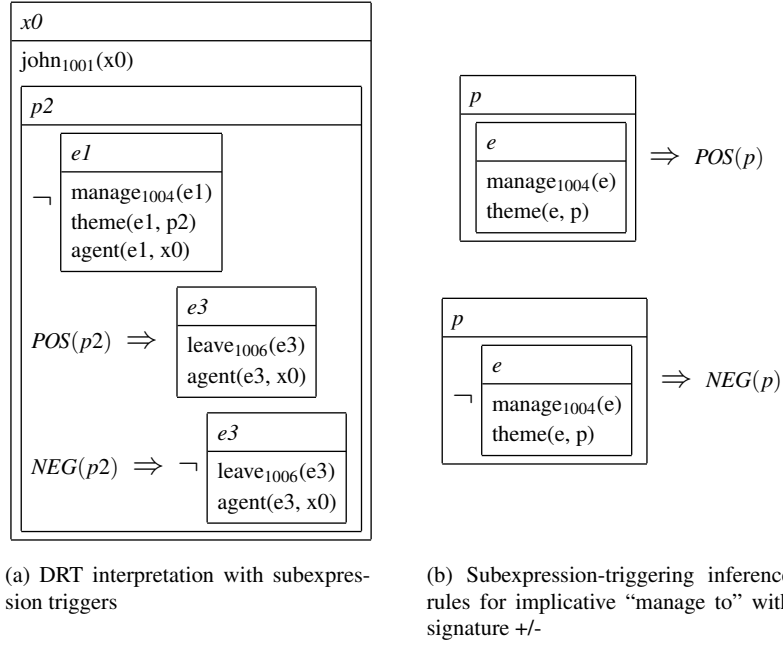 x0
john1001(x0)
p2
e1
¬
manage1004(e1)
theme(e1, p2)
agent(e1, x0)
POS(p2) ⇒
e3
leave1006(e3)
agent(e3, x0)
NEG(p2) ⇒ ¬
e3
leave1006(e3)
agent(e3, x0)
(a) DRT interpretation with subexpres-
sion triggers
p
e
manage1004(e)
theme(e, p)
⇒ POS(p)
p
¬
e
manage1004(e)
theme(e, p)
⇒ NEG(p)
(b) Subexpression-triggering inference
rules for implicative “manage to” with
signature +/-